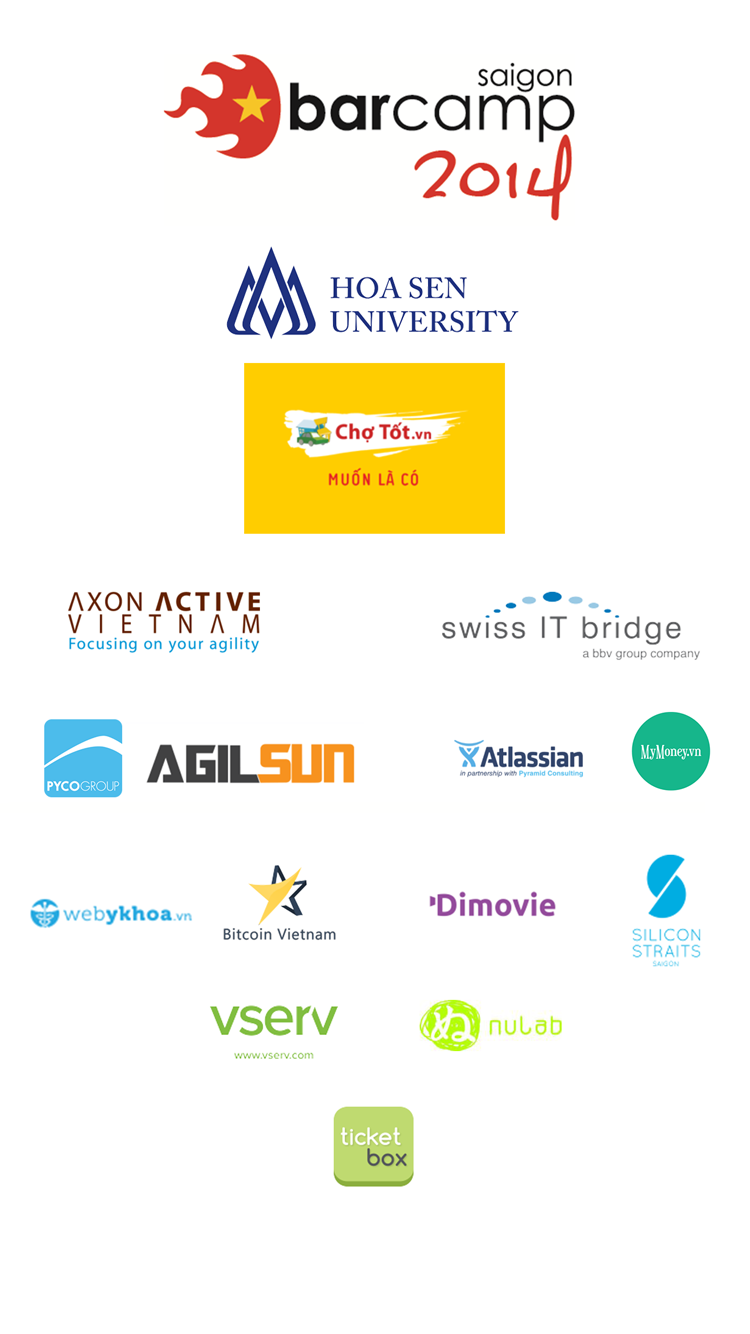 saigon
barcamp
2014
HOA SEN
UNIVERSITY
Chợ Tốt.vn
MUỐN LÀ CÓ
AXON ACTIVE
VIETNAM
Focusing on your agility
swiss IT bridge
a bbv group company
PYCOGROUP
AGILSUN
Atlassian
in partnership with Pyramid Consulting
MyMoney.vn
webykhoa.vn
Bitcoin Vietnam
Dimovie
SILICON
STRAITS
SAIGON
vserv
www.vserv.com
ぬ nulab
ticket
box